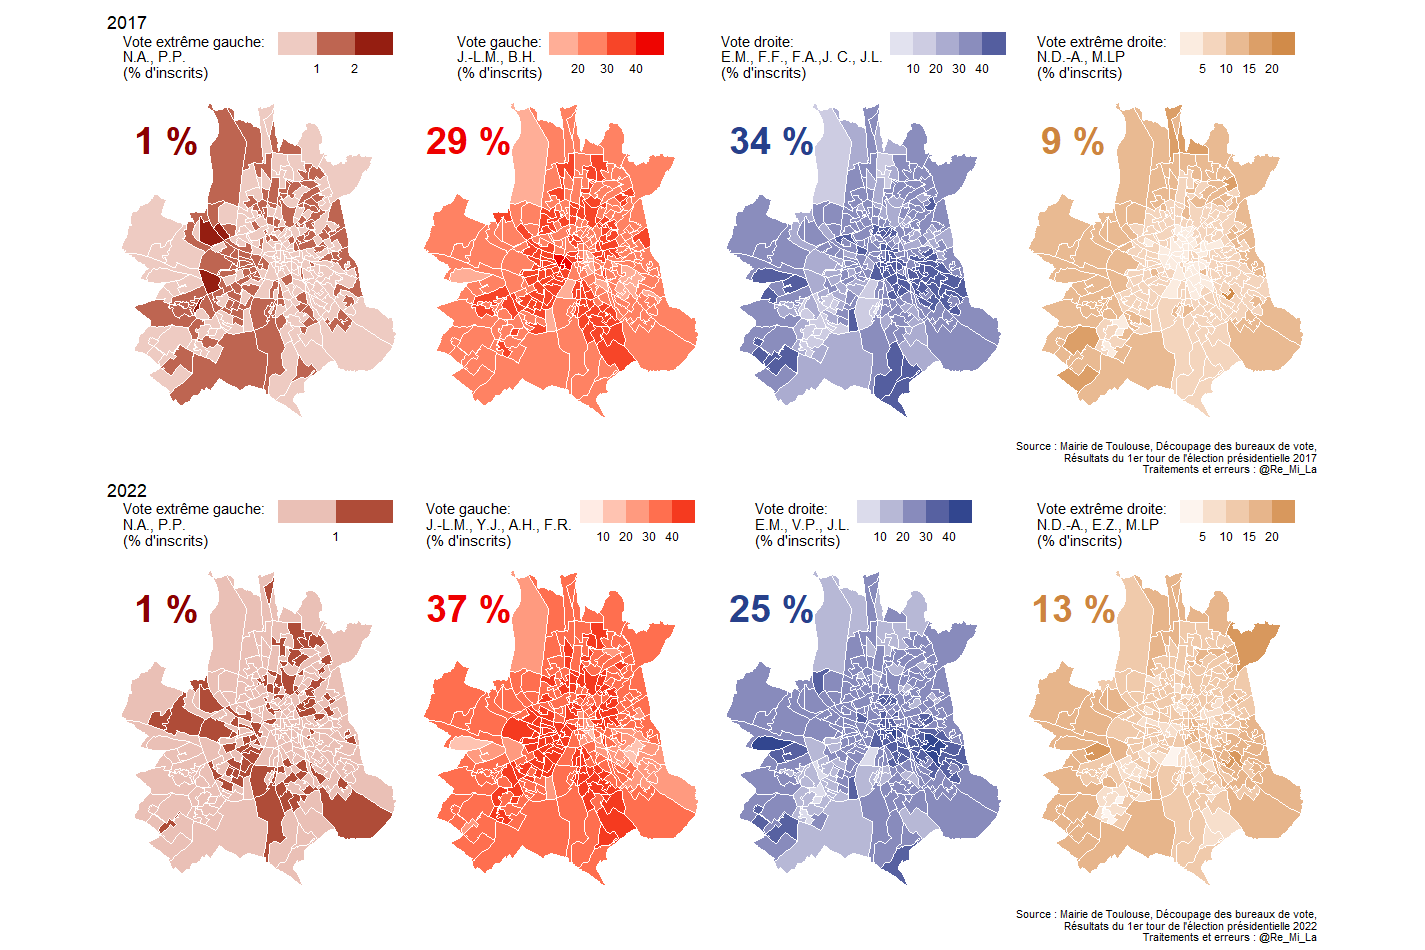 2017
Vote extrême gauche:
N.A., P.P.
(% d'inscrits)
1 2
Vote gauche:
J.-L.M., B.H.
(% d'inscrits)
20 30 40
Vote droite:
E.M., F.F., F.A.,J. C., J.L.
(% d'inscrits)
10 20 30 40
Vote extrême droite:
N.D.-A., M.LP
(% d'inscrits)
5 10 15 20
1 %
29 %
34 %
9 %
Source : Mairie de Toulouse, Découpage des bureaux de vote,
Résultats du 1er tour de l'élection présidentielle 2017
Traitements et erreurs : @Re_Mi_La
2022
Vote extrême gauche:
N.A., P.P.
(% d'inscrits)
1
Vote gauche:
J.-L.M., Y.J., A.H., F.R.
(% d'inscrits)
10 20 30 40
Vote droite:
E.M., V.P., J.L.
(% d'inscrits)
10 20 30 40
Vote extrême droite:
N.D.-A., E.Z., M.LP
(% d'inscrits)
5 10 15 20
1 %
37 %
25 %
13 %
Source : Mairie de Toulouse, Découpage des bureaux de vote,
Résultats du 1er tour de l'élection présidentielle 2022
Traitements et erreurs : @Re_Mi_La